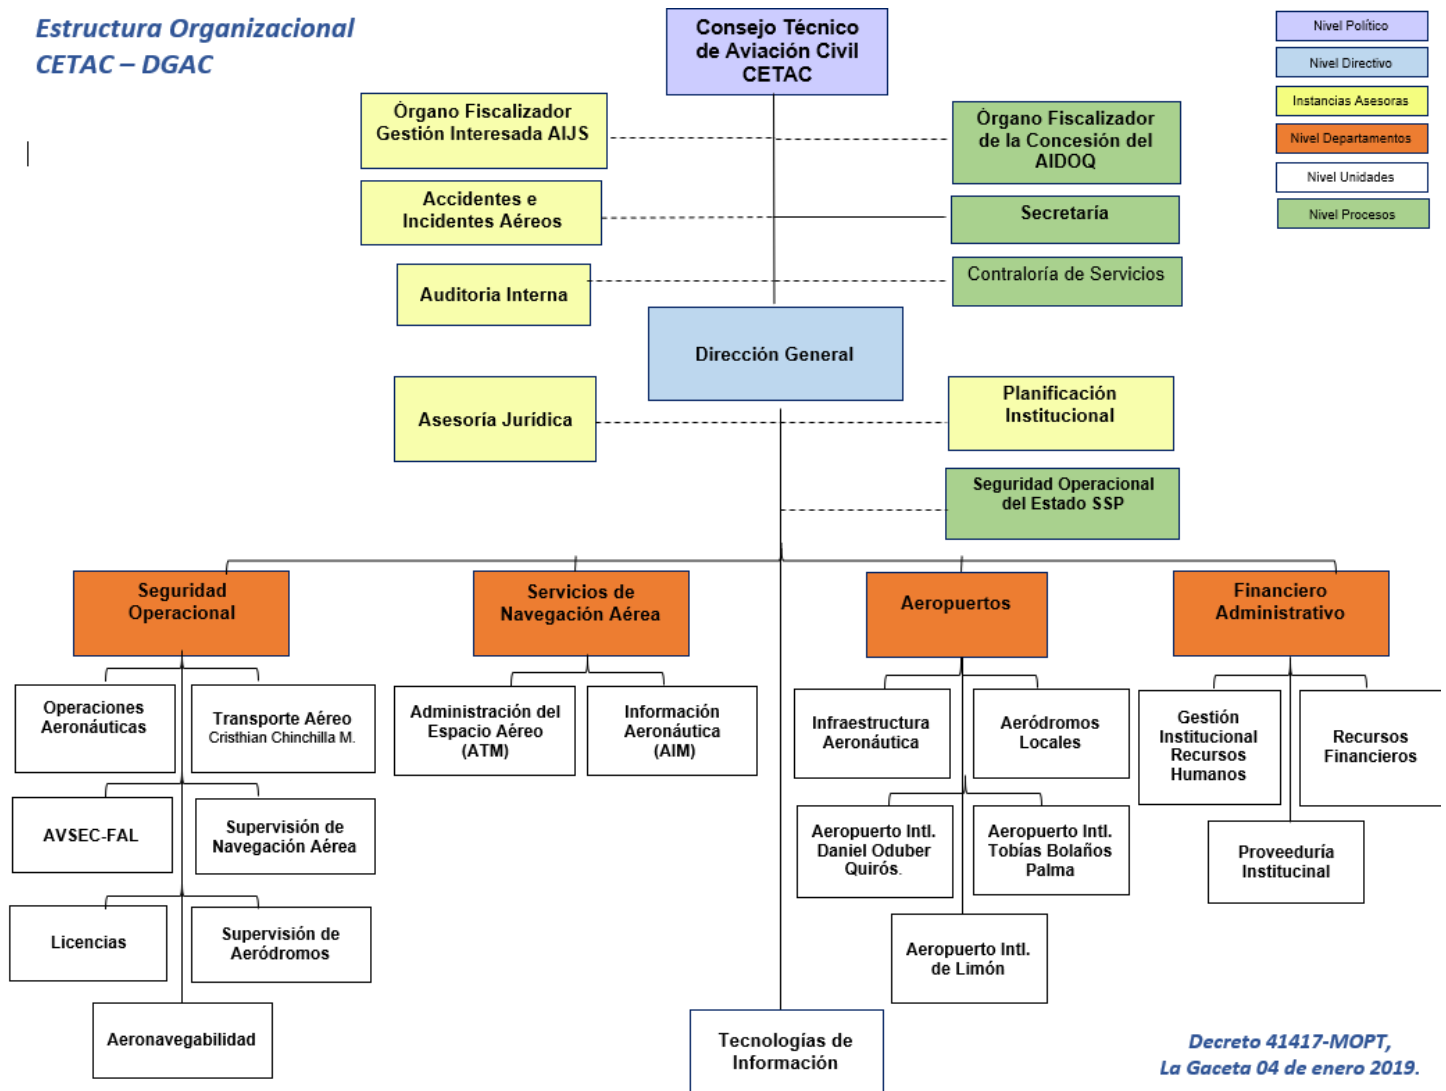 Estructura Organizacional
CETAC – DGAC
Consejo Técnico
de Aviación Civil
CETAC
Nivel Político
Nivel Directivo
Instancias Asesoras
Nivel Departamentos
Nivel Unidades
Nivel Procesos
Órgano Fiscalizador
Gestión Interesada AIJS
Órgano Fiscalizador
de la Concesión del
AIDOQ
Accidentes e
Incidentes Aéreos
Secretaría
Auditoria Interna
Contraloría de Servicios
Dirección General
Asesoría Jurídica
Planificación
Institucional
Seguridad Operacional
del Estado SSP
Seguridad
Operacional
Servicios de
Navegación Aérea
Aeropuertos
Financiero
Administrativo
Operaciones
Aeronáuticas
Transporte Aéreo
Cristhian Chinchilla M.
Administración del
Espacio Aéreo
(ATM)
Información
Aeronáutica
(AIM)
Infraestructura
Aeronáutica
Aeródromos
Locales
Gestión
Institucional
Recursos
Humanos
Recursos
Financieros
AVSEC-FAL
Supervisión de
Navegación Aérea
Aeropuerto Intl.
Daniel Oduber
Quirós.
Aeropuerto Intl.
Tobías Bolaños
Palma
Proveeduría
Institucinal
Licencias
Supervisión de
Aeródromos
Aeropuerto Intl.
de Limón
Aeronavegabilidad
Tecnologías de
Información
Decreto 41417-MOPT,
La Gaceta 04 de enero 2019.